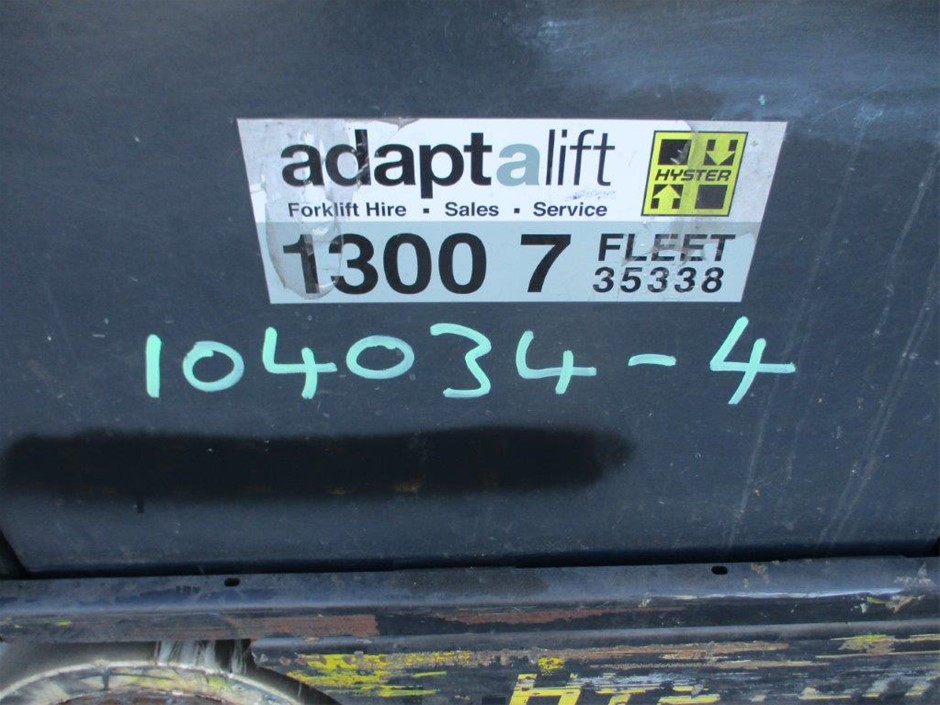 adaptalift
HYSTER
Forklift Hire ▪ Sales ▪ Service
1300 7 FLEET
35338
104034-4